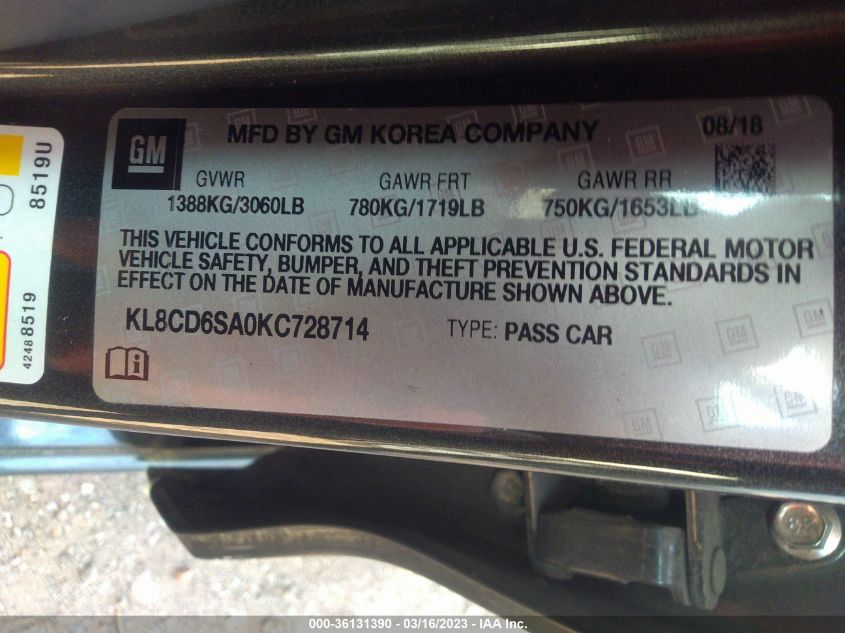 GM
MFD BY GM KOREA COMPANY
08/18
GVWR
GAWR FRT
GAWR RR
1388KG/3060LB
780KG/1719LB
750KG/1653LB
THIS VEHICLE CONFORMS TO ALL APPLICABLE U.S. FEDERAL MOTOR
VEHICLE SAFETY, BUMPER, AND THEFT PREVENTION STANDARDS IN
EFFECT ON THE DATE OF MANUFACTURE SHOWN ABOVE.
KL8CD6SA0KC728714
TYPE: PASS CAR
8519U
42488519
000-36131390 - 03/16/2023 - IAA Inc.